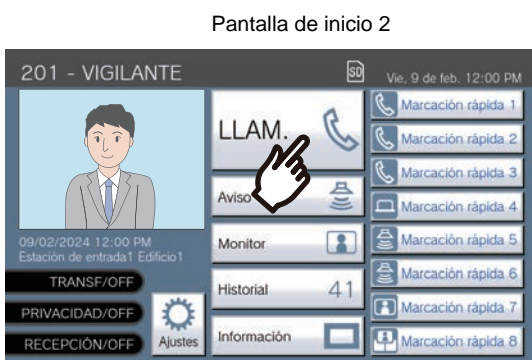 Pantalla de inicio 2
201 - VIGILANTE
SD
Vie, 9 de feb. 12:00 PM
09/02/2024 12:00 PM
Estación de entrada1 Edificio1
TRANSF/OFF
PRIVACIDAD/OFF
RECEPCIÓN/OFF
Ajustes
LLAM.
Aviso
Monitor
Historial 41
Información
Marcación rápida 1
Marcación rápida 2
Marcación rápida 3
Marcación rápida 4
Marcación rápida 5
Marcación rápida 6
Marcación rápida 7
Marcación rápida 8